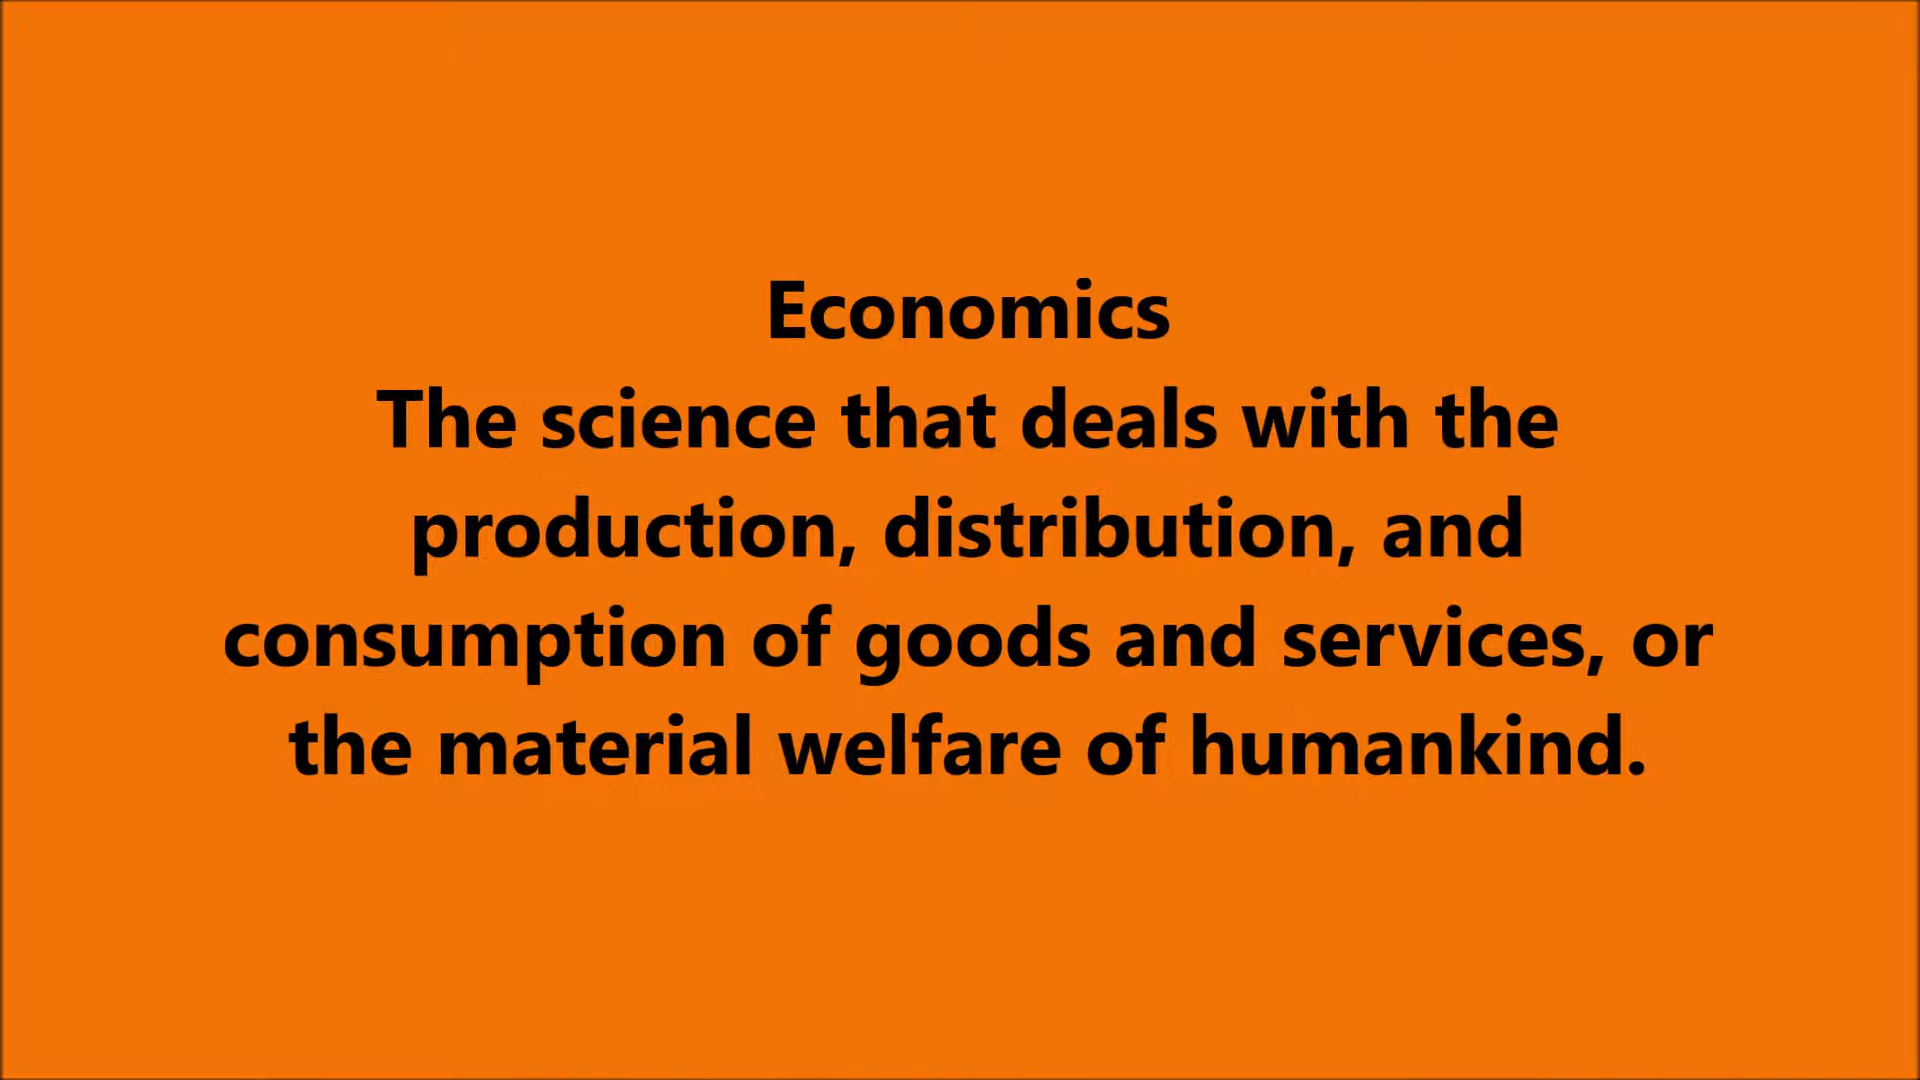 Economics
The science that deals with the
production, distribution, and
consumption of goods and services, or
the material welfare of humankind.